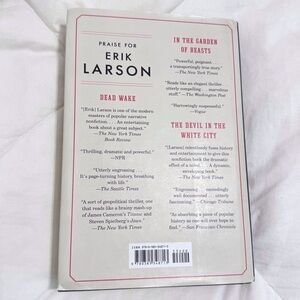 PRAISE FOR
ERIK
LARSON
DEAD WAKE
"[Erik] Larson is one of the modern
masters of popular narrative
nonfiction. . . . An entertaining
book about a great subject."
—The New York Times
Book Review
"Thrilling, dramatic and powerful."
—NPR
"Utterly engrossing . . .
It's page-turning history, breathing
with life."
—The Seattle Times
"A sort of geopolitical thriller, one
that reads like a brainy mash-up
of James Cameron's Titanic and
Steven Spielberg's Jaws."
—The New York Times
IN THE GARDEN
OF BEASTS
"Powerful, poignant . . .
a transportingly true story."
—The New York Times
"Reads like an elegant thriller . . .
utterly compelling . . . marvelous
stuff." —The Washington Post
"Harrowingly suspenseful."
—Vogue
THE DEVIL IN THE
WHITE CITY
"[Larson] relentlessly fuses history
and entertainment to give this
nonfiction book the dramatic
effect of a novel. . . . A dynamic,
enveloping book."
—The New York Times
"Engrossing . . . exceedingly
well documented . . . utterly
fascinating." —Chicago Tribune
"As absorbing a piece of popular
history as one will ever hope to
find." —San Francisco Chronicle